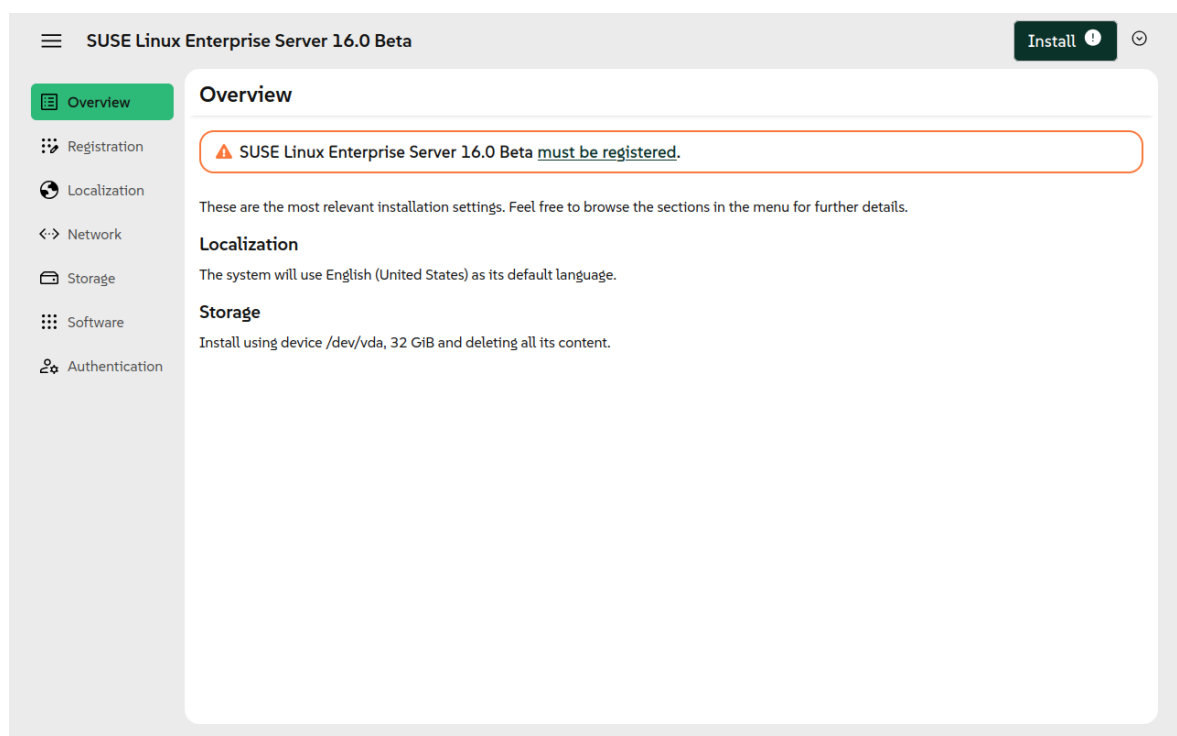 SUSE Linux Enterprise Server 16.0 Beta
Install !
Overview
Registration
Localization
Network
Storage
Software
Authentication
Overview
SUSE Linux Enterprise Server 16.0 Beta must be registered.
These are the most relevant installation settings. Feel free to browse the sections in the menu for further details.
Localization
The system will use English (United States) as its default language.
Storage
Install using device /dev/vda, 32 GiB and deleting all its content.